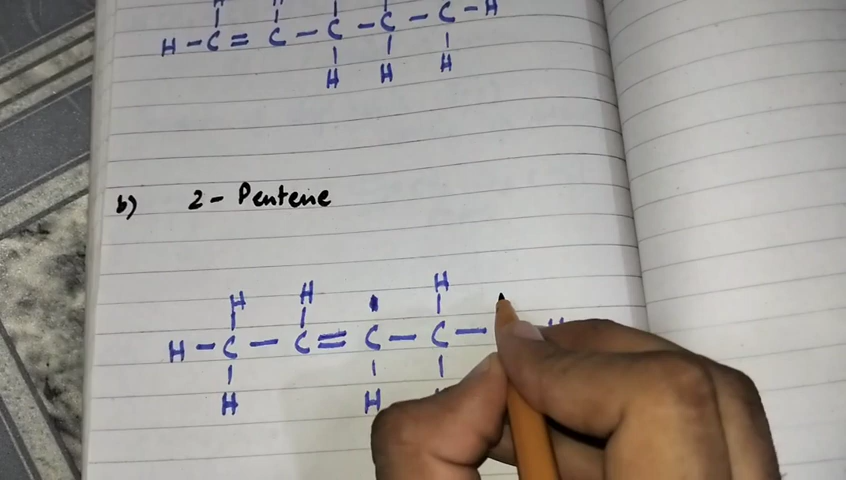 H H
H - C = C - C - C - C - H
H H H
b) 2 - Pentene
H H H
H - C - C = C - C - H
H H